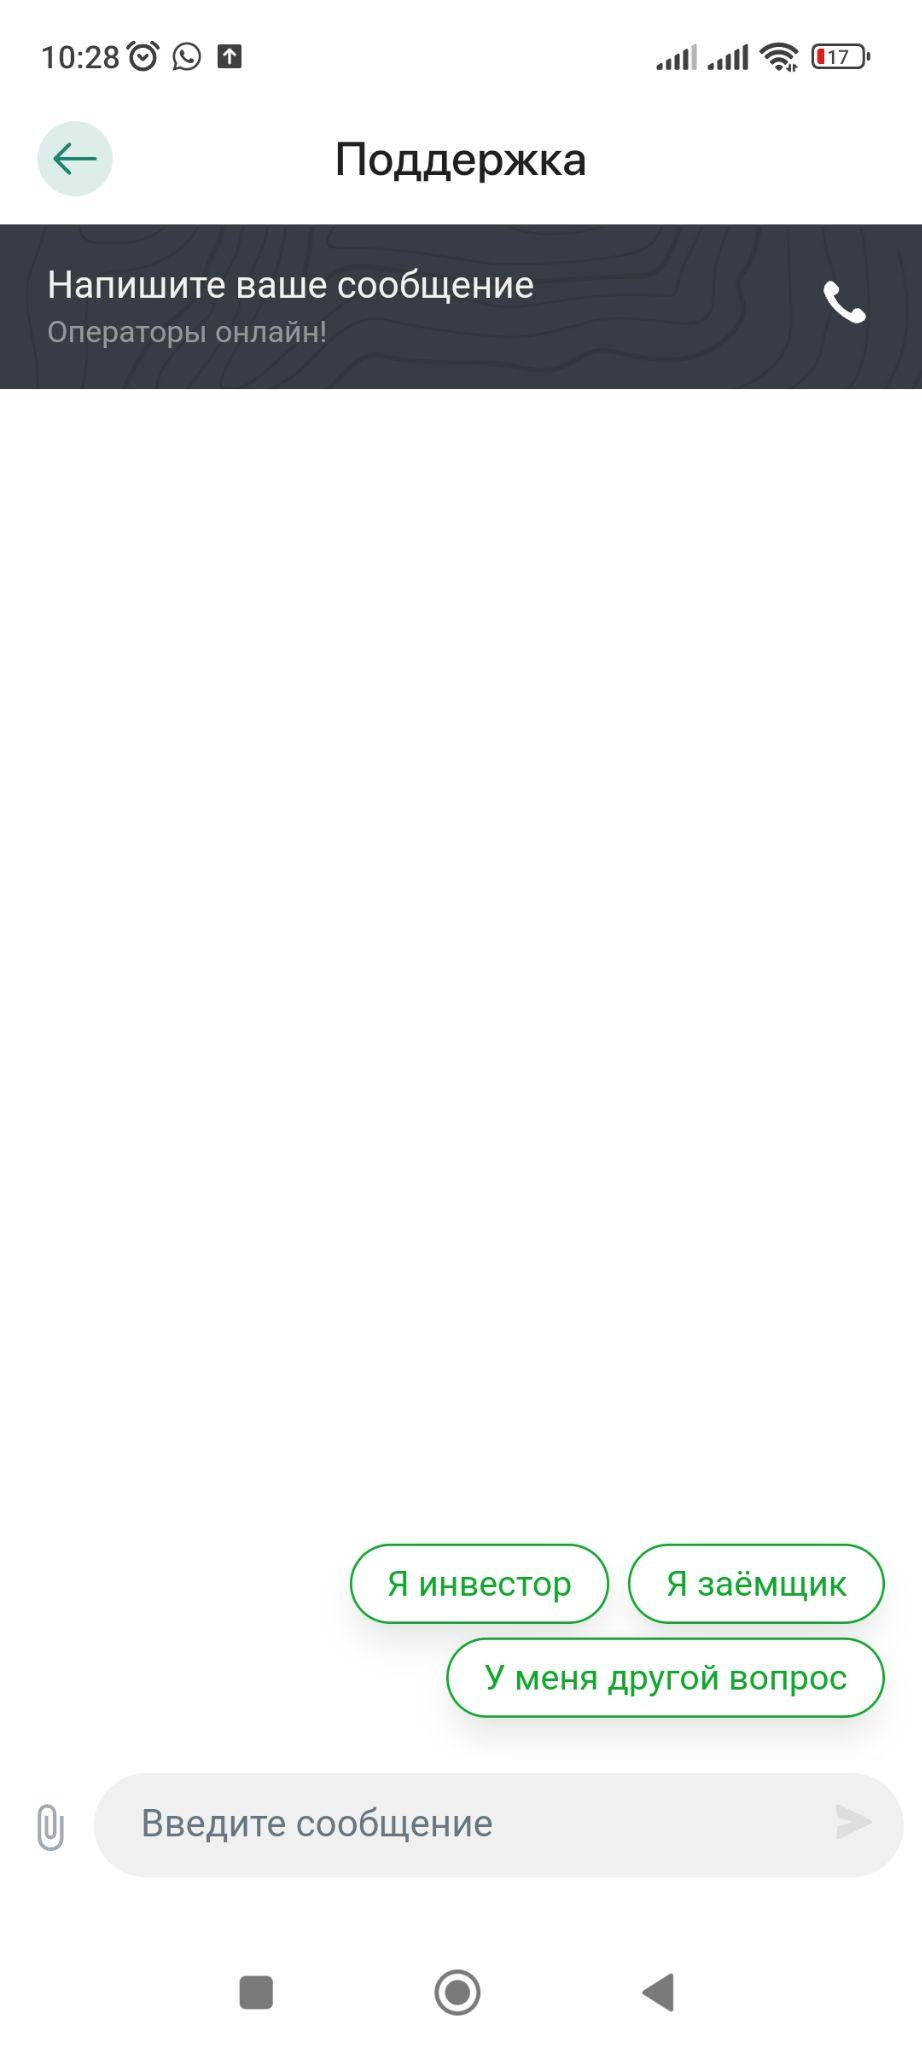 10:28
17
Поддержка
Напишите ваше сообщение
Операторы онлайн!
Я инвестор
Я заёмщик
У меня другой вопрос
Введите сообщение